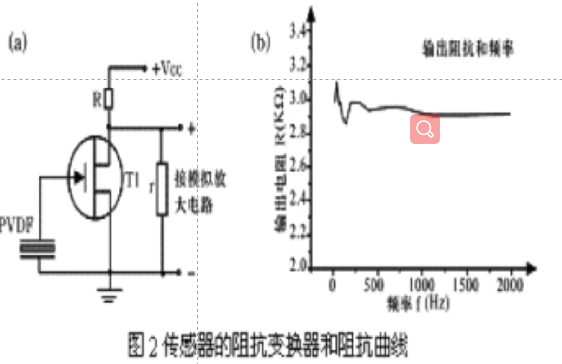 (a)
+Vcc
R
+
T1
r
接模拟放
大电路
PVDF
-
(b)
输出阻抗和频率
输出电阻 R(KΩ)
3.4
3.2
3.0
2.8
2.6
2.4
2.2
2.0
0 500 1000 1500 2000
频率 f (Hz)
图 2 传感器的阻抗变换器和阻抗曲线